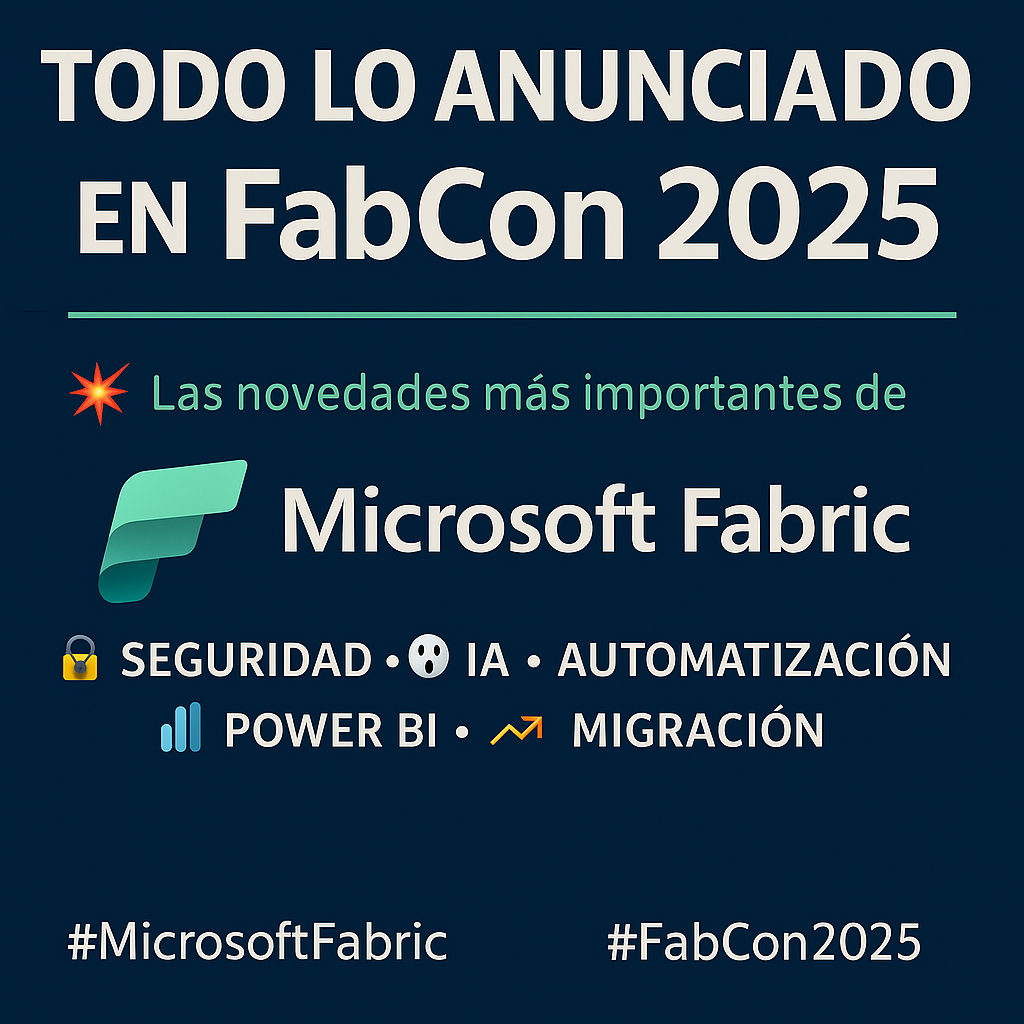 TODO LO ANUNCIADO
EN FabCon 2025
💥 Las novedades más importantes de
Microsoft Fabric
🔒 SEGURIDAD • 😮 IA • AUTOMATIZACIÓN
📊 POWER BI • 📈 MIGRACIÓN
#MicrosoftFabric #FabCon2025